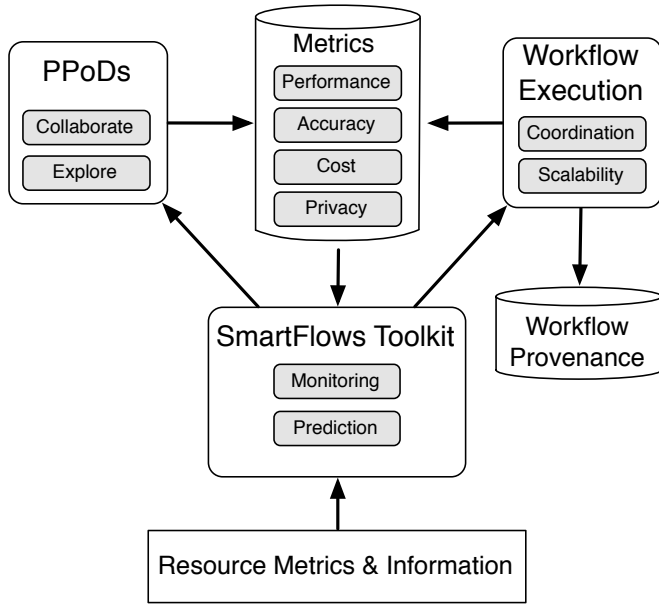 PPoDs
Collaborate
Explore
Metrics
Performance
Accuracy
Cost
Privacy
Workflow
Execution
Coordination
Scalability
SmartFlows Toolkit
Monitoring
Prediction
Workflow
Provenance
Resource Metrics & Information